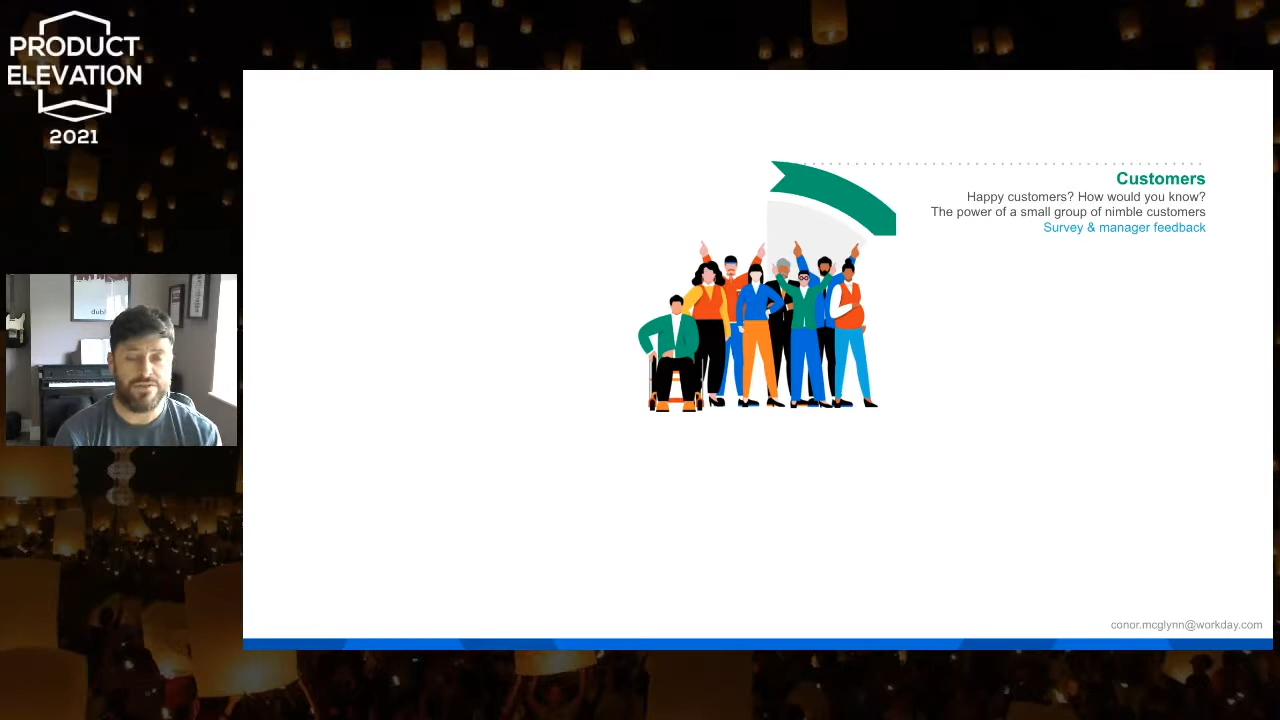 PRODUCT
ELEVATION
2021
Customers
Happy customers? How would you know?
The power of a small group of nimble customers
Survey & manager feedback
conor.mcglynn@workday.com